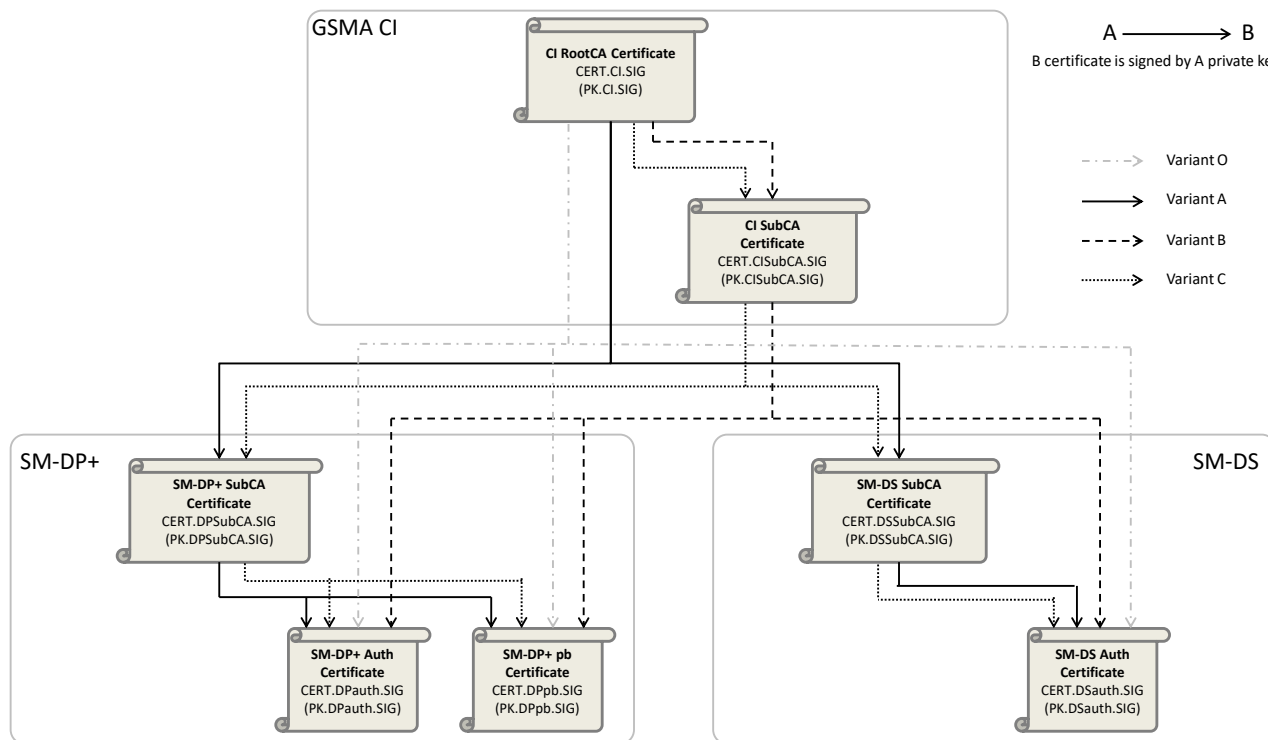 GSMA CI
CI RootCA Certificate
CERT.CI.SIG
(PK.CI.SIG)
A
B
B certificate is signed by A private ke
Variant O
Variant A
Variant B
Variant C
CI SubCA
Certificate
CERT.CISubCA.SIG
(PK.CISubCA.SIG)
SM-DP+
SM-DP+ SubCA
Certificate
CERT.DPSubCA.SIG
(PK.DPSubCA.SIG)
SM-DP+ Auth
Certificate
CERT.DPauth.SIG
(PK.DPauth.SIG)
SM-DP+ pb
Certificate
CERT.DPpb.SIG
(PK.DPpb.SIG)
SM-DS
SM-DS SubCA
Certificate
CERT.DSSubCA.SIG
(PK.DSSubCA.SIG)
SM-DS Auth
Certificate
CERT.DSauth.SIG
(PK.DSauth.SIG)